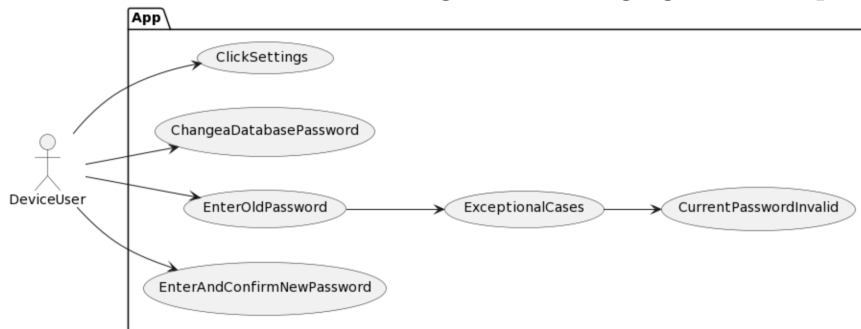 App
ClickSettings
ChangeaDatabasePassword
DeviceUser
EnterOldPassword
ExceptionalCases
CurrentPasswordInvalid
EnterAndConfirmNewPassword